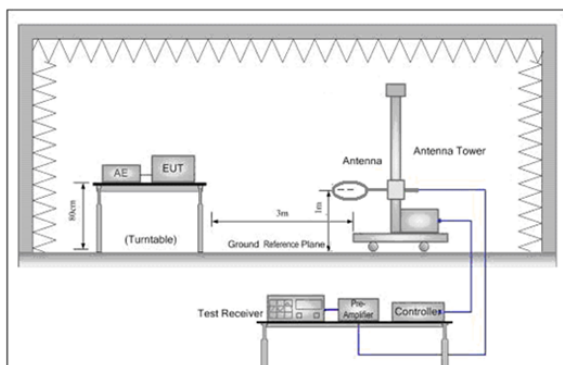 Antenna Tower
Antenna
AE
EUT
80cm
3m
1m
(Turntable)
Ground Reference Plane
Test Receiver
Pre-
Amplifier
Controller